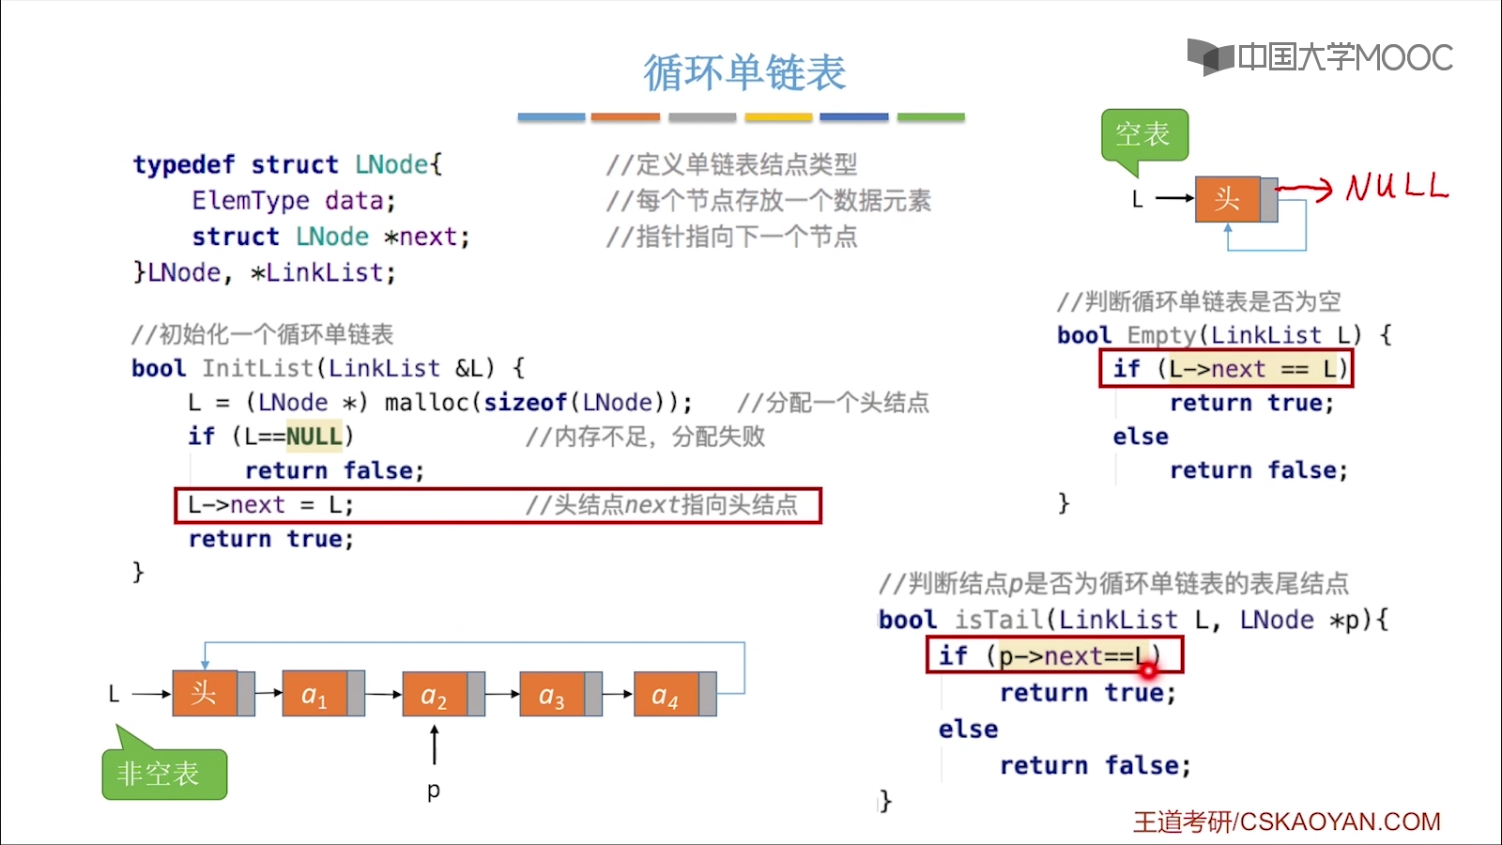 循环单链表
中国大学MOOC
typedef struct LNode{ //定义单链表结点类型
ElemType data; //每个节点存放一个数据元素
struct LNode *next; //指针指向下一个节点
}LNode, *LinkList;
//初始化一个循环单链表
bool InitList(LinkList &L) {
L = (LNode *) malloc(sizeof(LNode)); //分配一个头结点
if (L==NULL) //内存不足，分配失败
return false;
L->next = L; //头结点next指向头结点
return true;
}
空表
L
头
NULL
//判断循环单链表是否为空
bool Empty(LinkList L) {
if (L->next == L)
return true;
else
return false;
}
//判断结点p是否为循环单链表的表尾结点
bool isTail(LinkList L, LNode *p){
if (p->next==L)
return true;
else
return false;
}
L 头 a1 a2 a3 a4
非空表
p
王道考研/CSKAOYAN.COM